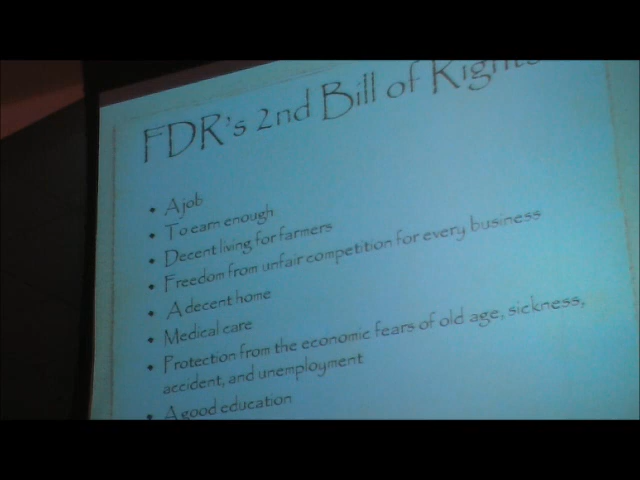 FDR's 2nd Bill of Rights
• A job
• To earn enough
• Decent living for farmers
• Freedom from unfair competition for every business
• A decent home
• Medical care
• Protection from the economic fears of old age, sickness,
accident, and unemployment
• A good education